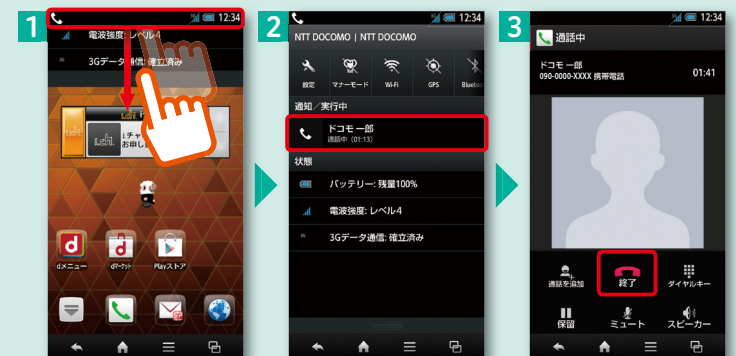 1
12:34
電波強度: レベル4
3Gデータ通信: 確立済み
iチャ
お申し
dメニュー
dマーケット
Playストア
2
12:34
NTT DOCOMO | NTT DOCOMO
設定
マナーモード
Wi-Fi
GPS
Bluetoo
通知／実行中
ドコモ 一郎
通話中 (01:13)
状態
バッテリー: 残量100%
電波強度: レベル4
3Gデータ通信: 確立済み
3
12:34
通話中
ドコモ 一郎
090-0000-XXXX 携帯電話
01:41
通話を追加
終了
ダイヤルキー
保留
ミュート
スピーカー